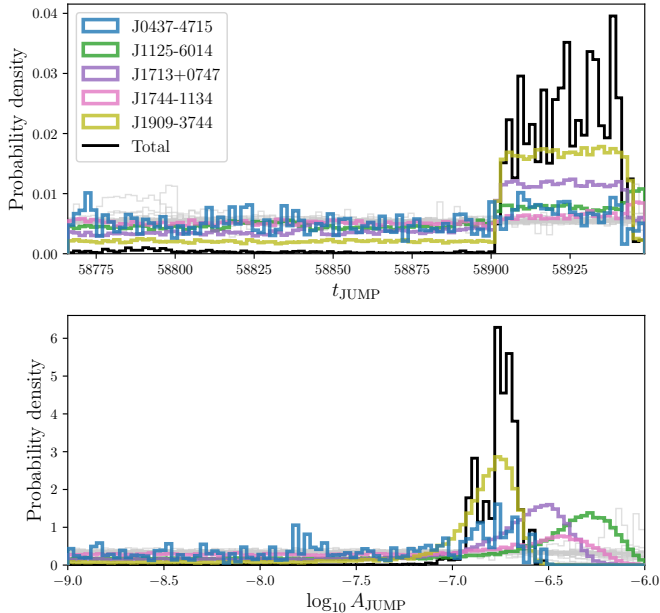 0.04
0.03
0.02
0.01
0.00
Probability density
J0437-4715
J1125-6014
J1713+0747
J1744-1134
J1909-3744
Total
58775 58800 58825 58850 58875 58900 58925
t_JUMP
6
5
4
3
2
1
0
Probability density
−9.0 −8.5 −8.0 −7.5 −7.0 −6.5 −6.0
log₁₀ A_JUMP